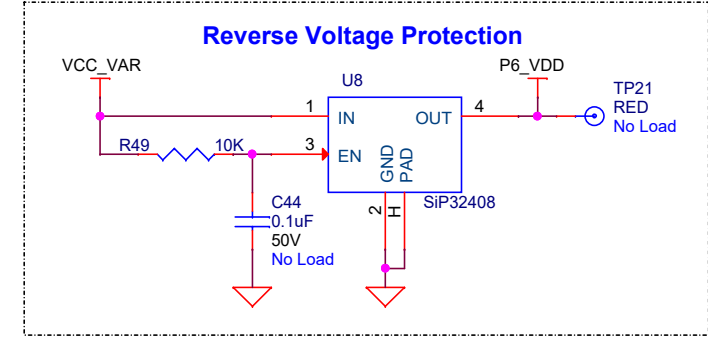 Reverse Voltage Protection
VCC_VAR
P6_VDD
U8
TP21
RED
No Load
1
IN
OUT
4
R49
10K
3
EN
GND
PAD
SiP32408
2
H
C44
0.1uF
50V
No Load